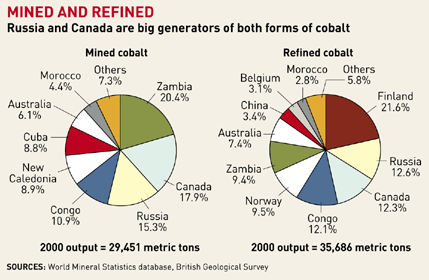 MINED AND REFINED
Russia and Canada are big generators of both forms of cobalt
Mined cobalt
Others
7.3%
Morocco
4.4%
Australia
6.1%
Cuba
8.8%
New
Caledonia
8.9%
Congo
10.9%
Russia
15.3%
Canada
17.9%
Zambia
20.4%
2000 output = 29,451 metric tons
Refined cobalt
Others
5.8%
Morocco
2.8%
Belgium
3.1%
China
3.4%
Australia
7.4%
Zambia
9.4%
Norway
9.5%
Congo
12.1%
Canada
12.3%
Russia
12.6%
Finland
21.6%
2000 output = 35,686 metric tons
SOURCES: World Mineral Statistics database, British Geological Survey